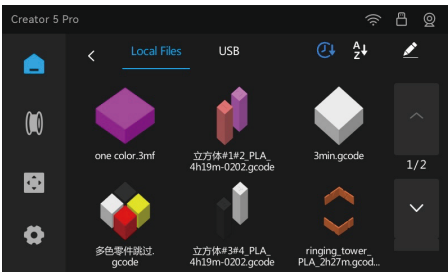 Creator 5 Pro
Local Files
USB
A
Z
one color.3mf
立方体#1#2_PLA_
4h19m-0202.gcode
3min.gcode
1/2
多色零件跳过.
gcode
立方体#3#4_PLA_
4h19m-0202.gcode
ringing_tower_
PLA_2h27m.gcod...